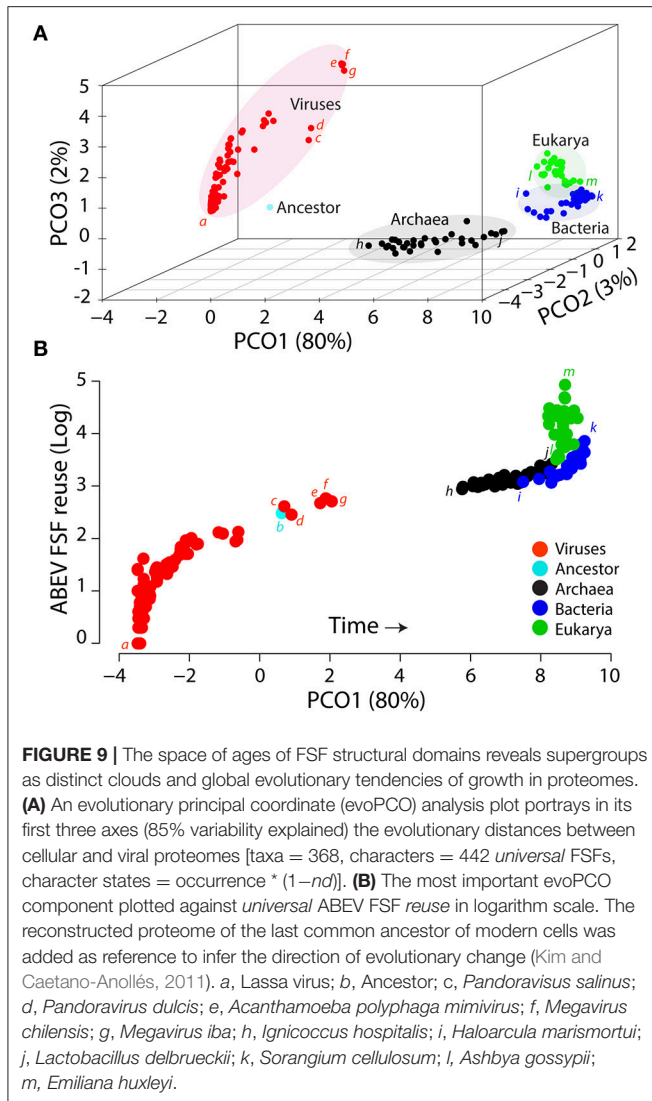 A
PCO3 (2%)
5
4
3
2
1
0
-1
-2
Viruses
e
f
g
d
c
a
Ancestor
Archaea
h
j
Eukarya
l
m
i
k
Bacteria
2
1
0
-1
-2
-3
-4
PCO2 (3%)
-4
-2
0
2
4
6
8
10
PCO1 (80%)
B
ABEV FSF reuse (Log)
5
4
3
2
1
0
a
c
b
d
e
f
g
h
i
j
l
k
m
Viruses
Ancestor
Archaea
Bacteria
Eukarya
Time →
-4
-2
0
2
4
6
8
10
PCO1 (80%)
FIGURE 9 | The space of ages of FSF structural domains reveals supergroups
as distinct clouds and global evolutionary tendencies of growth in proteomes.
(A) An evolutionary principal coordinate (evoPCO) analysis plot portrays in its
first three axes (85% variability explained) the evolutionary distances between
cellular and viral proteomes [taxa = 368, characters = 442 universal FSFs,
character states = occurrence * (1−nd)]. (B) The most important evoPCO
component plotted against universal ABEV FSF reuse in logarithm scale. The
reconstructed proteome of the last common ancestor of modern cells was
added as reference to infer the direction of evolutionary change (Kim and
Caetano-Anollés, 2011). a, Lassa virus; b, Ancestor; c, Pandoravisus salinus;
d, Pandoravirus dulcis; e, Acanthamoeba polyphaga mimivirus; f, Megavirus
chilensis; g, Megavirus iba; h, Ignicoccus hospitalis; i, Haloarcula marismortui;
j, Lactobacillus delbrueckii; k, Sorangium cellulosum; l, Ashbya gossypii;
m, Emiliana huxleyi.